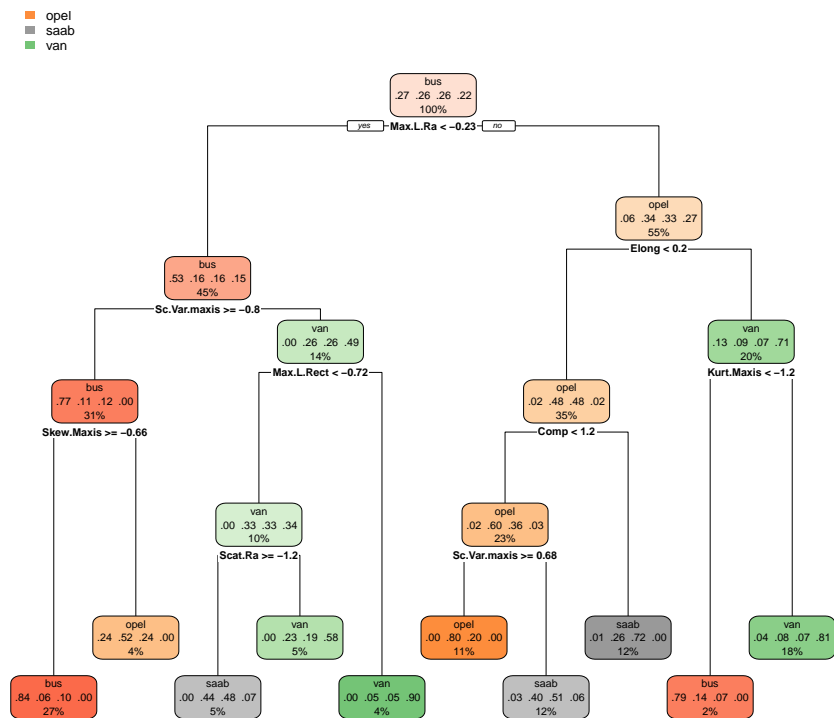 opel
saab
van
bus
.27 .26 .26 .22
100%
yes Max.L.Ra < −0.23 no
opel
.06 .34 .33 .27
55%
Elong < 0.2
bus
.53 .16 .16 .15
45%
Sc.Var.maxis >= −0.8
van
.00 .26 .26 .49
14%
Max.L.Rect < −0.72
van
.13 .09 .07 .71
20%
Kurt.Maxis < −1.2
bus
.77 .11 .12 .00
31%
Skew.Maxis >= −0.66
opel
.02 .48 .48 .02
35%
Comp < 1.2
van
.00 .33 .33 .34
10%
Scat.Ra >= −1.2
opel
.02 .60 .36 .03
23%
Sc.Var.maxis >= 0.68
opel
.24 .52 .24 .00
4%
van
.00 .23 .19 .58
5%
opel
.00 .80 .20 .00
11%
saab
.01 .26 .72 .00
12%
van
.04 .08 .07 .81
18%
bus
.84 .06 .10 .00
27%
saab
.00 .44 .48 .07
5%
van
.00 .05 .05 .90
4%
saab
.03 .40 .51 .06
12%
bus
.79 .14 .07 .00
2%